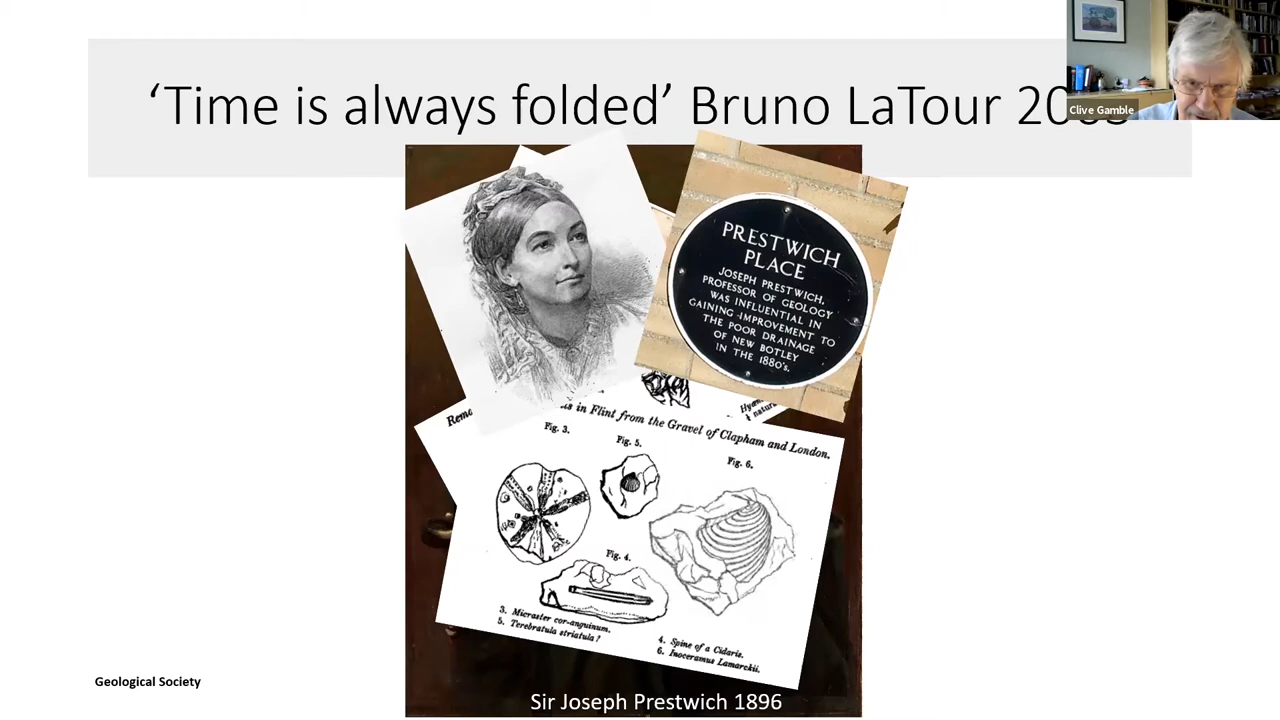 ‘Time is always folded’ Bruno LaTour
Clive Gamble
PRESTWICH
PLACE
JOSEPH PRESTWICH,
PROFESSOR OF GEOLOGY
WAS INFLUENTIAL IN
GAINING IMPROVEMENT TO
THE POOR DRAINAGE
OF NEW BOTLEY
IN THE 1880's.
in Flint from the Gravel of Clapham and London.
Fig. 3.
Fig. 5.
Fig. 6.
Fig. 4.
3. Micraster cor-anguinum.
5. Terebratula striatula?
4. Spine of a Cidaris.
6. Inoceramus Lamarckii.
Geological Society
Sir Joseph Prestwich 1896